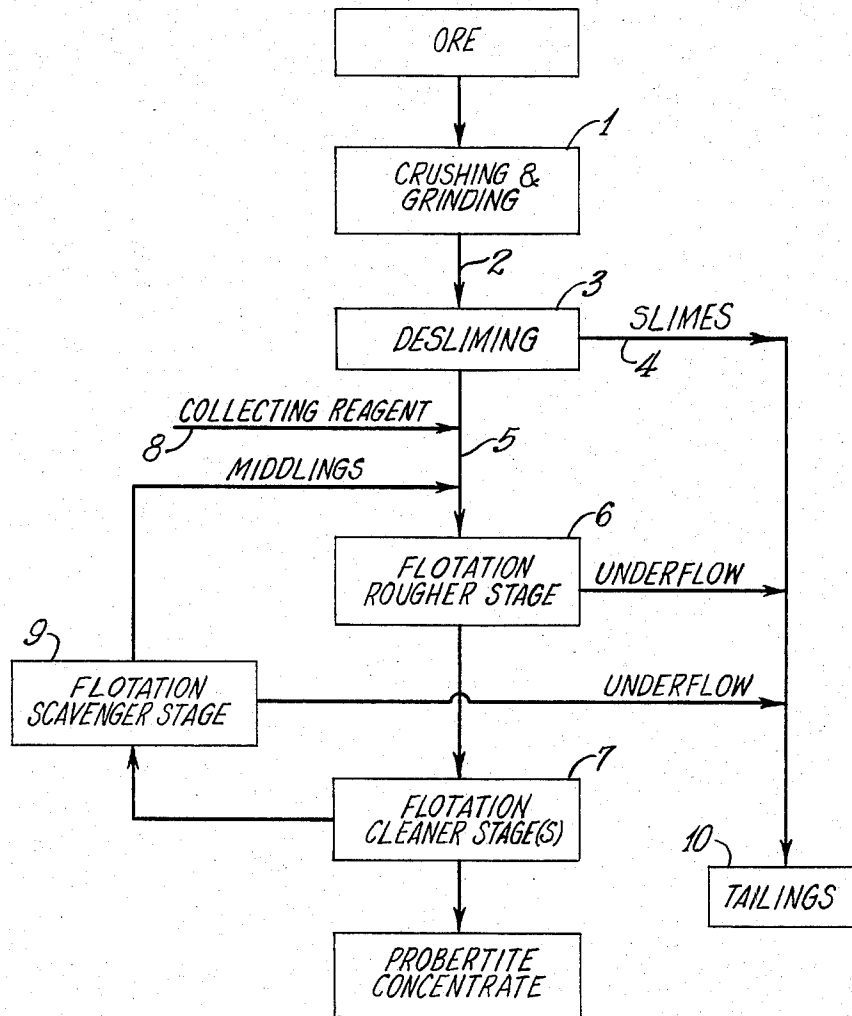 ORE
1
CRUSHING &
GRINDING
2
3
DESLIMING
SLIMES
4
COLLECTING REAGENT
8
5
MIDDLINGS
6
FLOTATION
ROUGHER STAGE
UNDERFLOW
9
FLOTATION
SCAVENGER STAGE
UNDERFLOW
7
FLOTATION
CLEANER STAGE(S)
10
TAILINGS
PROBERTITE
CONCENTRATE